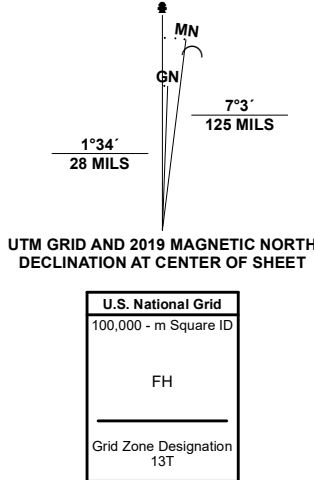 MN
GN
7°3´
125 MILS
1°34´
28 MILS
UTM GRID AND 2019 MAGNETIC NORTH
DECLINATION AT CENTER OF SHEET
U.S. National Grid
100,000 - m Square ID
FH
Grid Zone Designation
13T